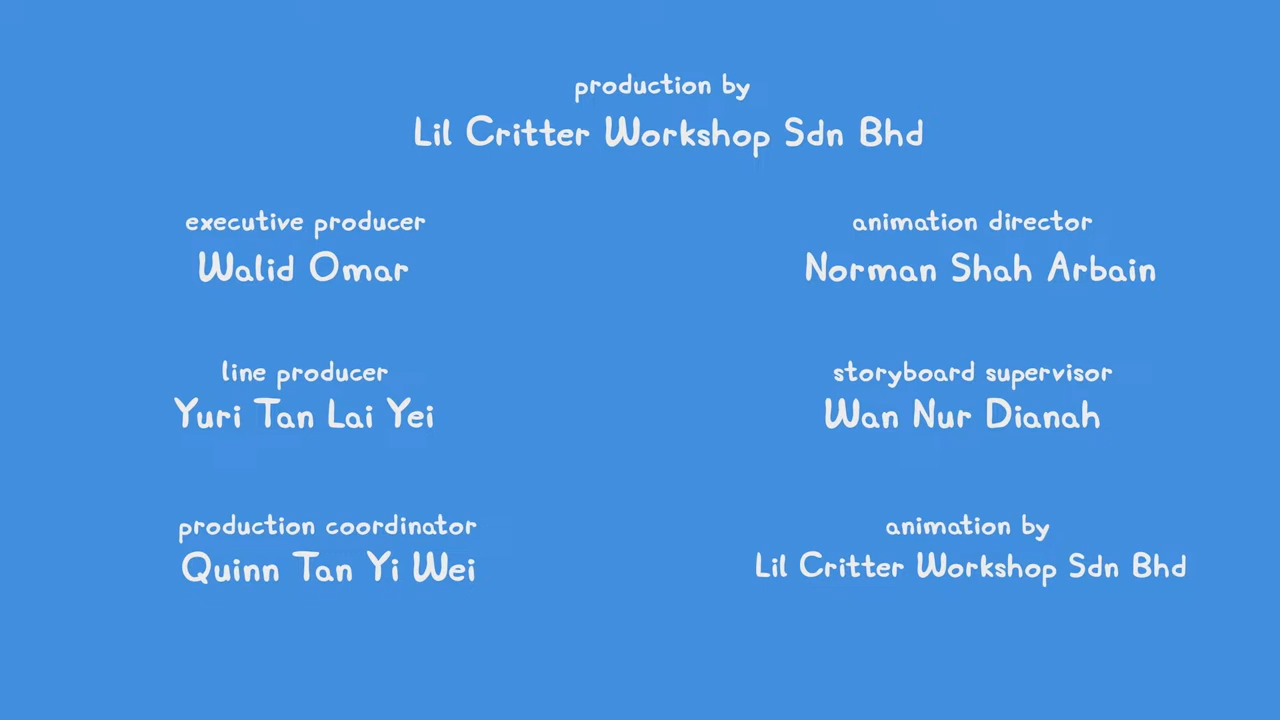 production by
Lil Critter Workshop Sdn Bhd
executive producer
Walid Omar
animation director
Norman Shah Arbain
line producer
Yuri Tan Lai Yei
storyboard supervisor
Wan Nur Dianah
production coordinator
Quinn Tan Yi Wei
animation by
Lil Critter Workshop Sdn Bhd